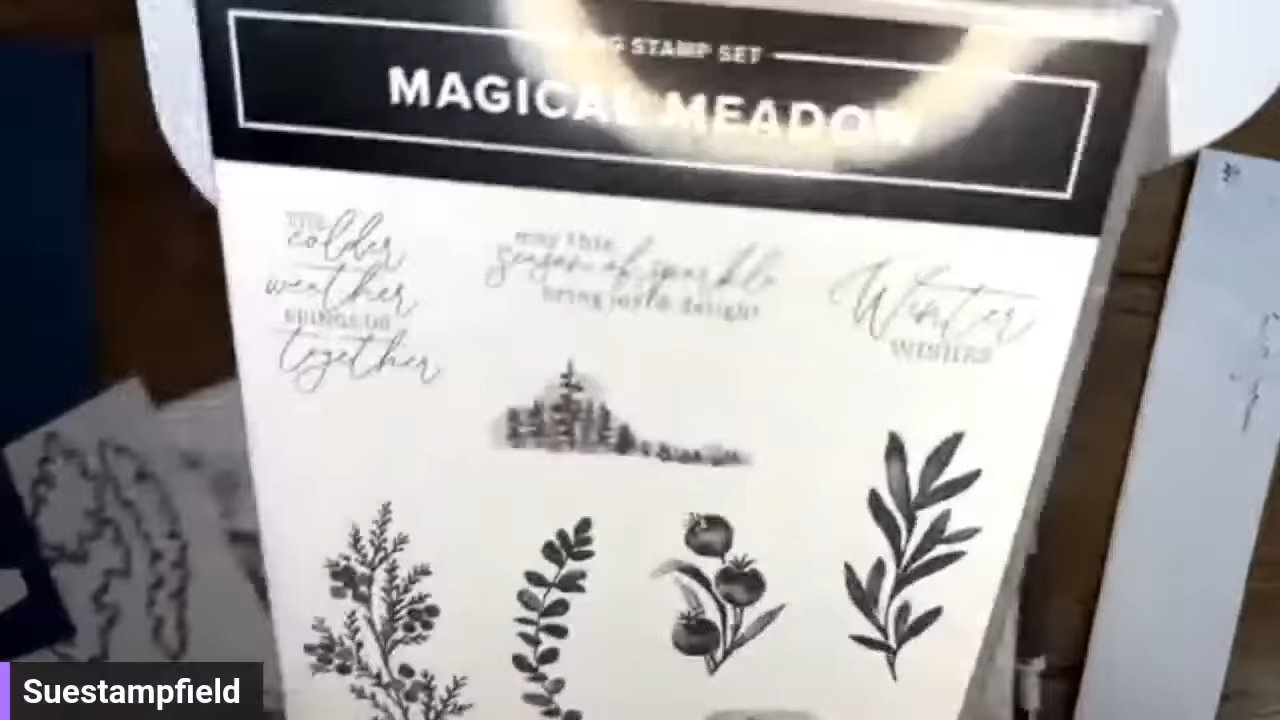 STAMP SET
MAGICAL MEADOW
THE
colder
weather
BRINGS US
together
may this
season of sparkle
bring joy & delight
Winter
WISHES
Suestampfield